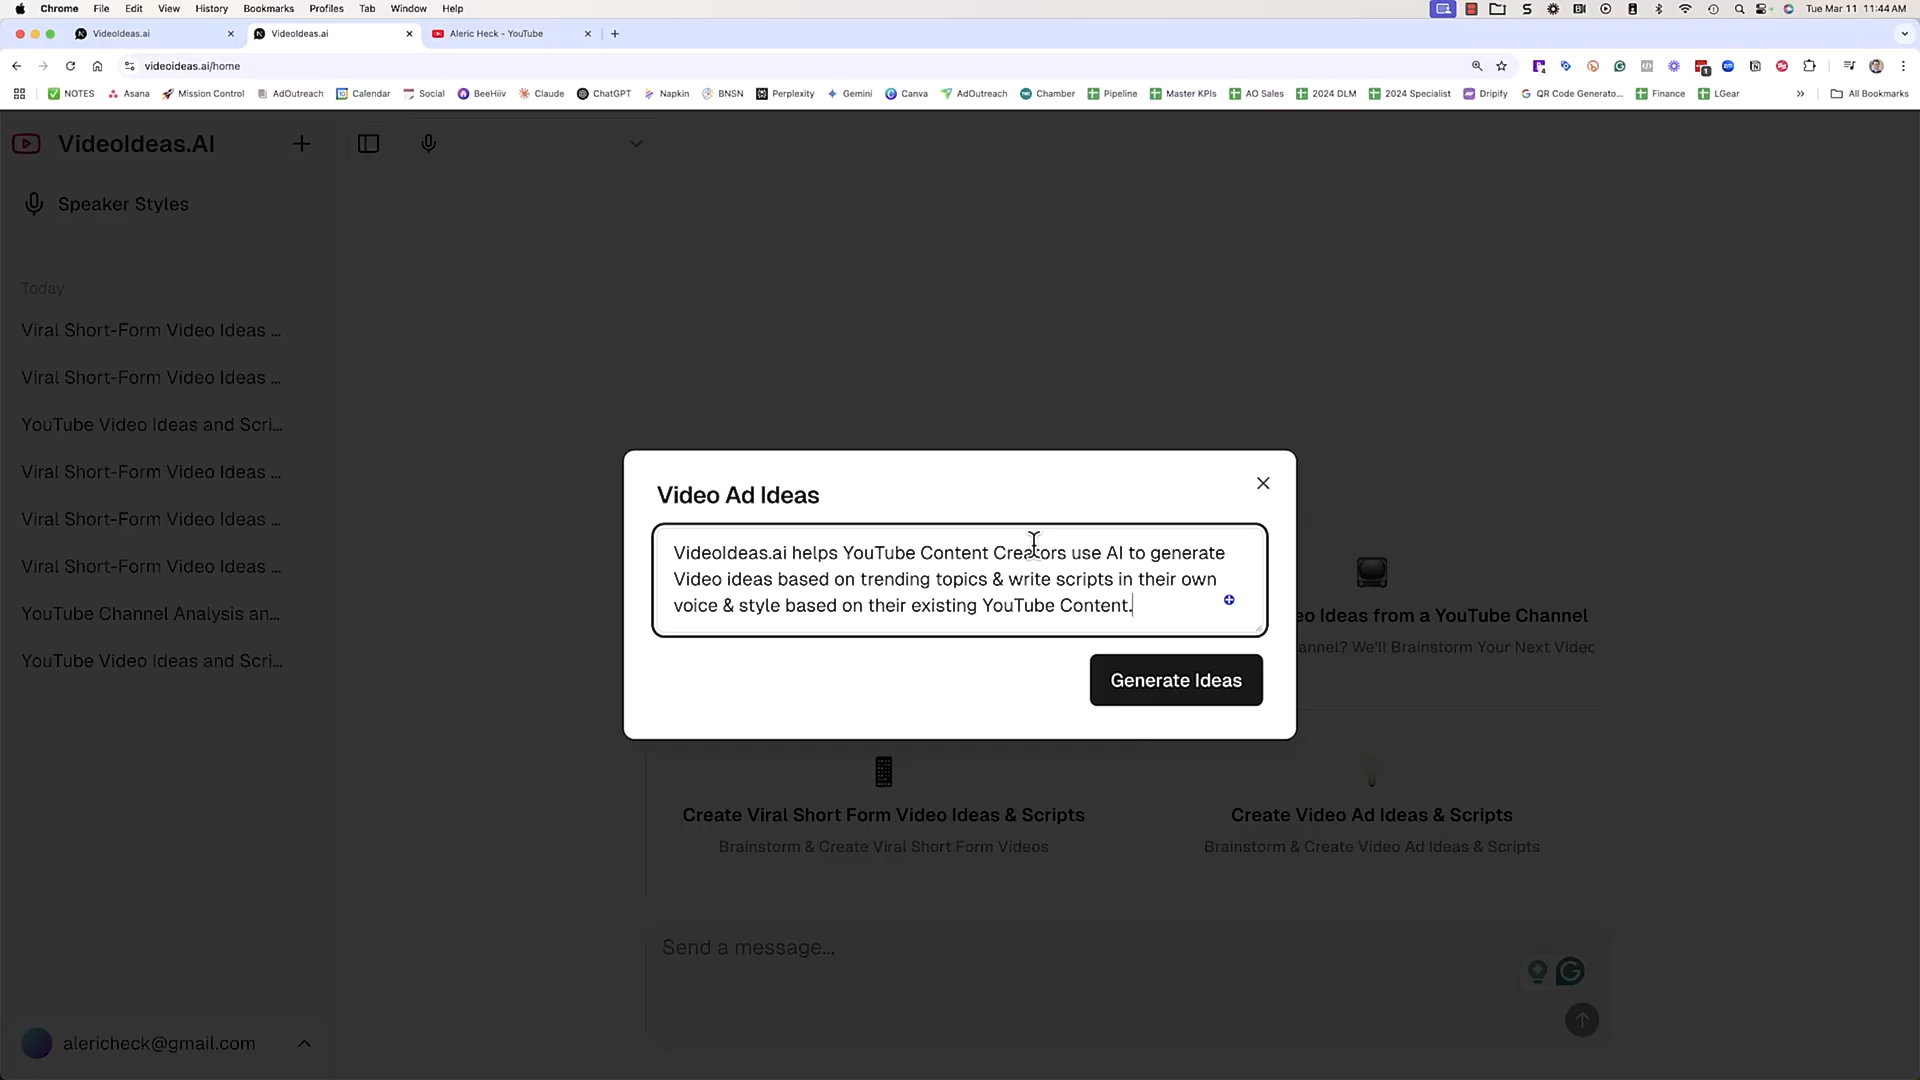 Chrome File Edit View History Bookmarks Profiles Tab Window Help Tue Mar 11 11:44 AM
VideoIdeas.ai VideoIdeas.ai Aleric Heck - YouTube
videoideas.ai/home
NOTES Asana Mission Control AdOutreach Calendar Social BeeHiiv Claude ChatGPT Napkin BNSN Perplexity Gemini Canva AdOutreach Chamber Pipeline Master KPIs AO Sales 2024 DLM 2024 Specialist Dripify QR Code Generato... Finance LGear All Bookmarks
VideoIdeas.AI
Speaker Styles
Today
Viral Short-Form Video Ideas ...
Viral Short-Form Video Ideas ...
YouTube Video Ideas and Scri...
Viral Short-Form Video Ideas ...
Viral Short-Form Video Ideas ...
Viral Short-Form Video Ideas ...
YouTube Channel Analysis an...
YouTube Video Ideas and Scri...
alericheck@gmail.com
Video Ad Ideas
VideoIdeas.ai helps YouTube Content Creators use AI to generate
Video ideas based on trending topics & write scripts in their own
voice & style based on their existing YouTube Content.
Generate Ideas
eo Ideas from a YouTube Channel
annel? We'll Brainstorm Your Next Videc
Create Viral Short Form Video Ideas & Scripts
Brainstorm & Create Viral Short Form Videos
Create Video Ad Ideas & Scripts
Brainstorm & Create Video Ad Ideas & Scripts
Send a message...